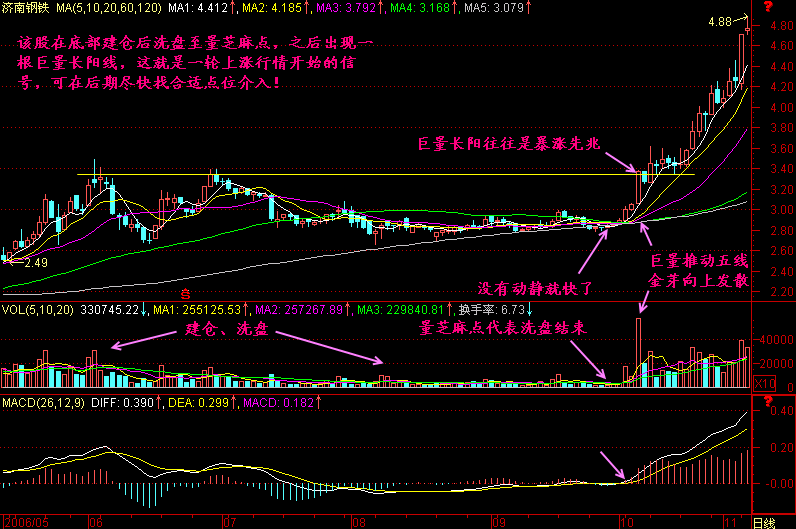 济南钢铁 MA(5,10,20,60,120) MA1: 4.412↑, MA2: 4.185↑, MA3: 3.792↑, MA4: 3.168↑, MA5: 3.079↑
?
4.88
4.80
该股在底部建仓后洗盘至量芝麻点,之后出现一
根巨量长阳线,这就是一轮上涨行情开始的信
号,可在后期尽快找合适点位介入!
4.60
4.40
4.20
4.00
3.80
巨量长阳往往是暴涨先兆
3.60
3.40
3.20
3.00
2.80
2.60
2.49
巨量推动五线
金芽向上发散
2.40
没有动静就快了
2.20
S
VOL(5,10,20) 330745.22↓, MA1: 255125.53↑, MA2: 257267.89↑, MA3: 229840.81↑, 换手率: 6.73↓
建仓、洗盘
量芝麻点代表洗盘结束
40000
20000
X10
0
MACD(26,12,9) DIFF: 0.390↑, DEA: 0.299↑, MACD: 0.182↑
?
0.40
0.20
-0.00
2006/05 06 07 08 09 10 11 日线